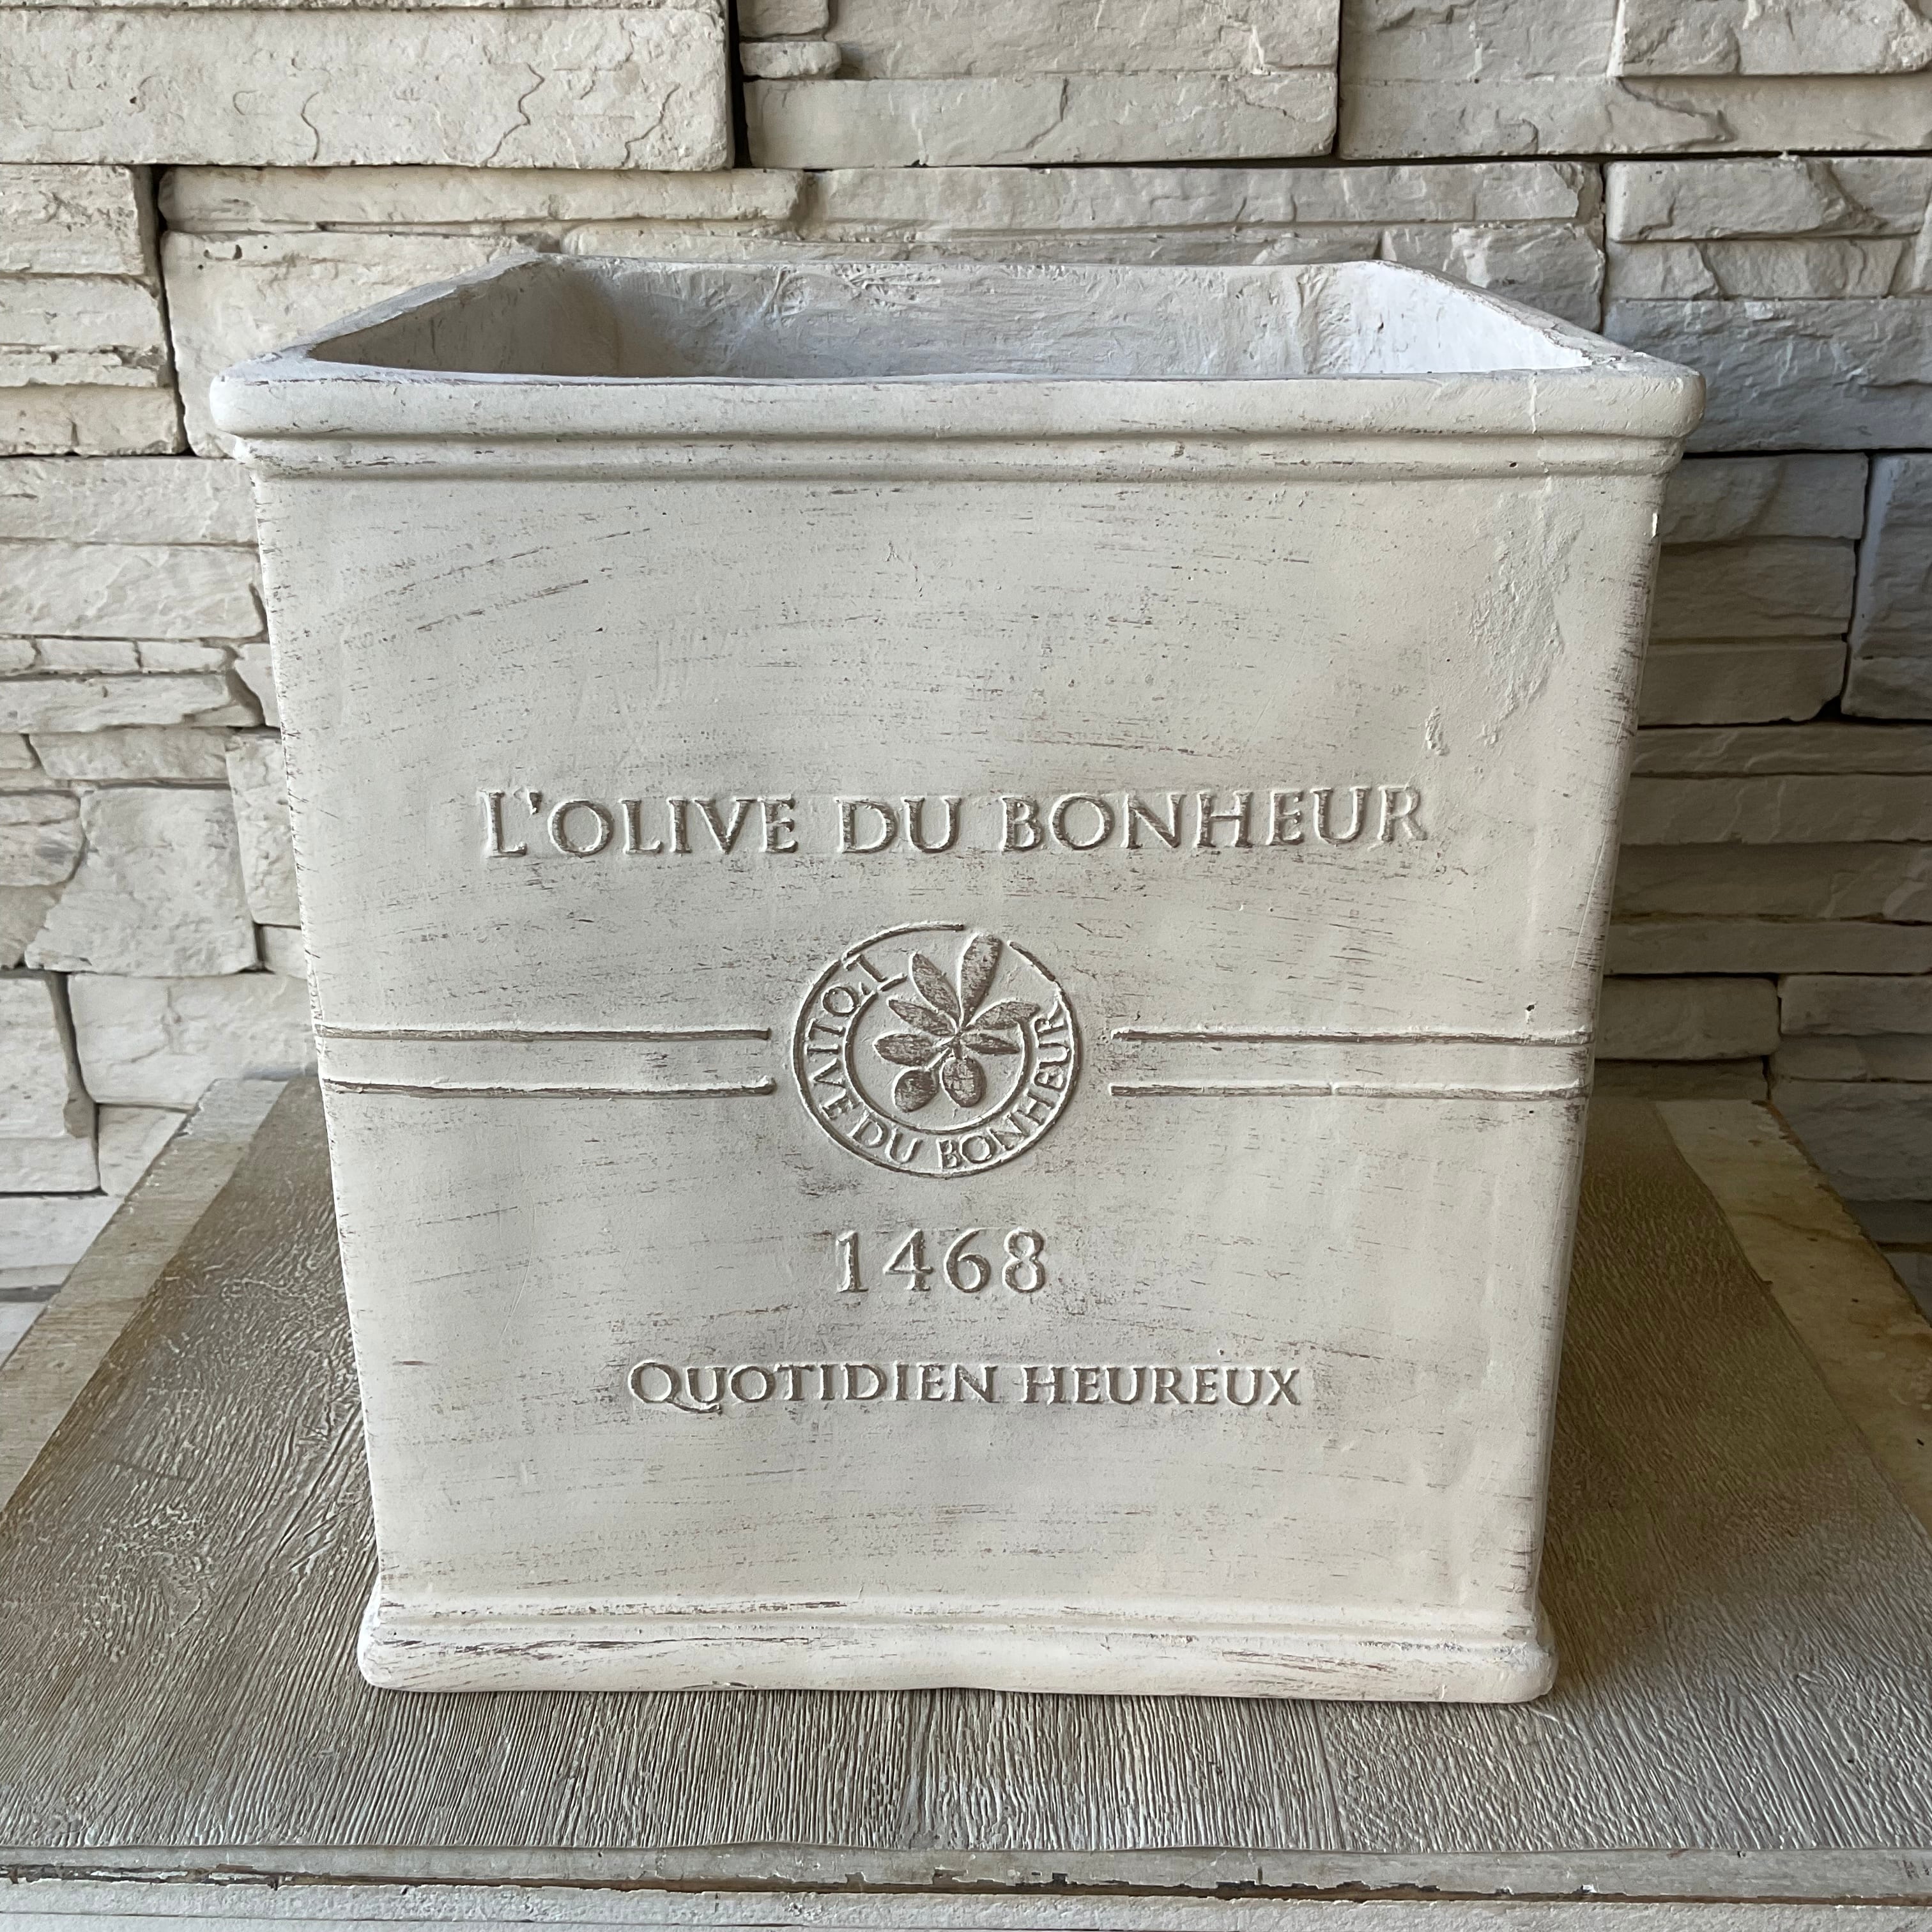 L'OLIVE DU BONHEUR
L'OLIVE DU BONHEUR
1468
QUOTIDIEN HEUREUX